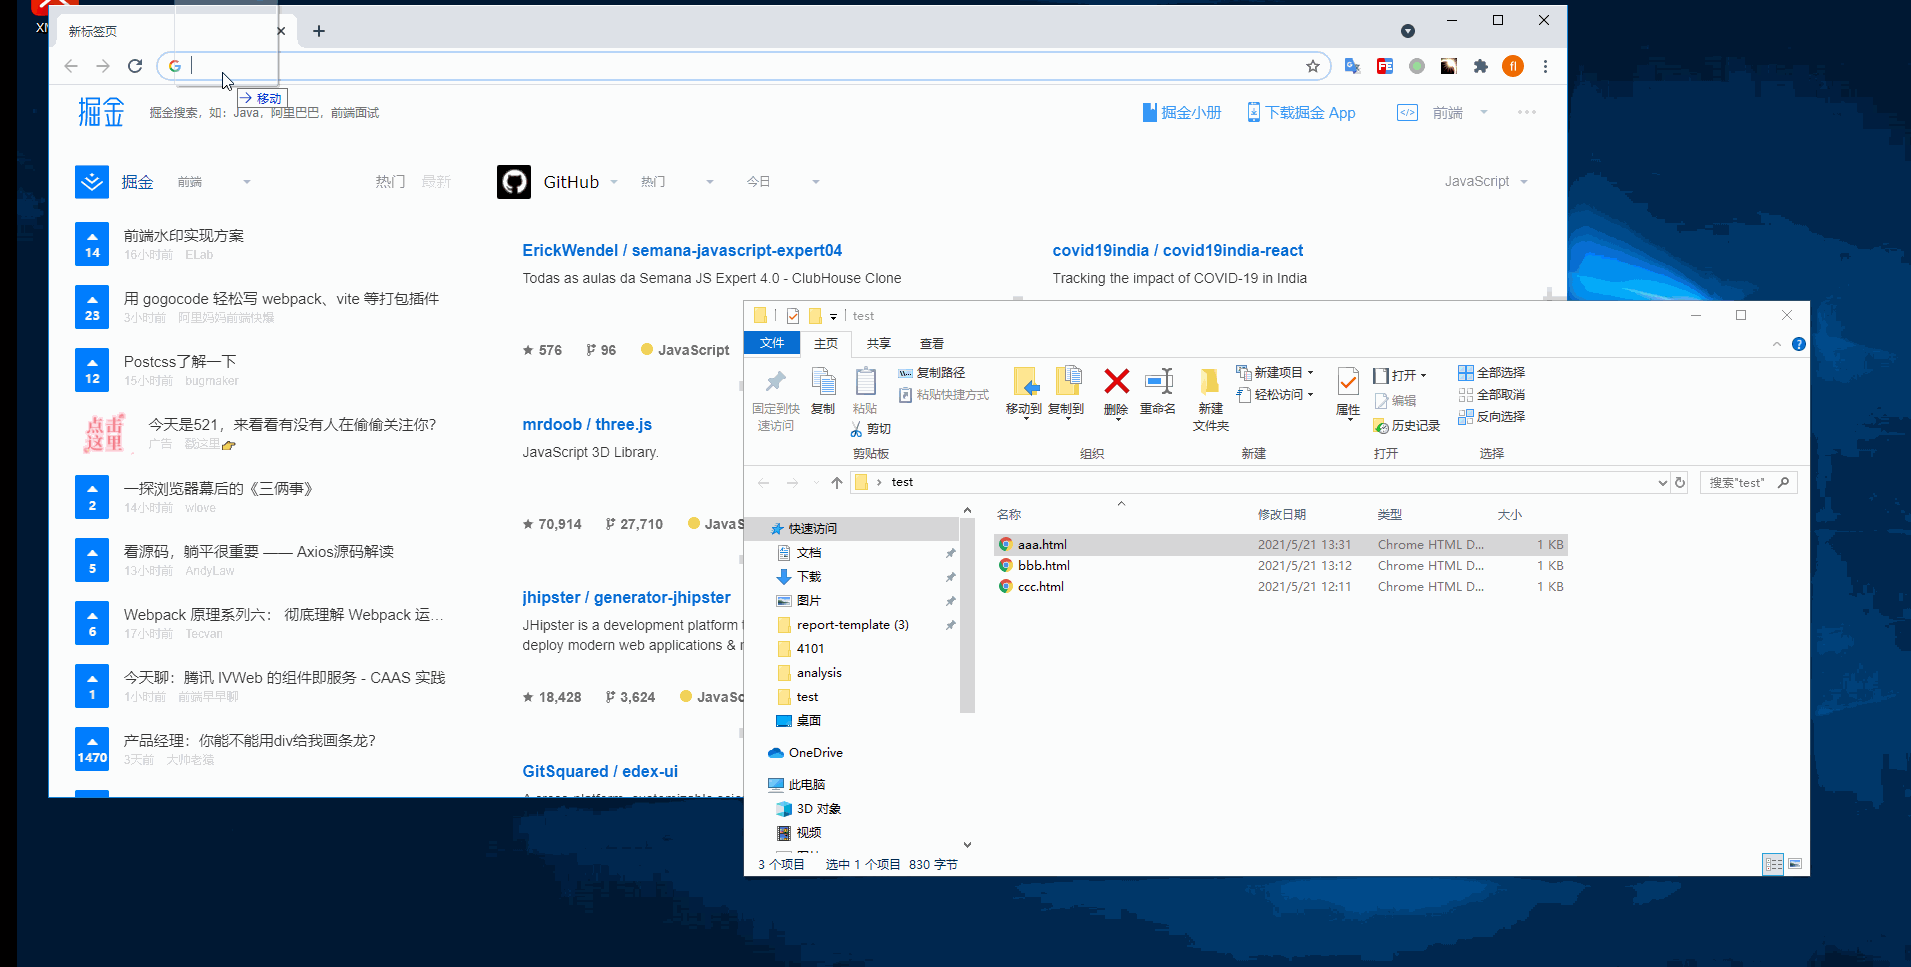 新标签页
移动
掘金
掘金搜索，如：Java，阿里巴巴，前端面试
掘金小册
下载掘金 App
前端
掘金
前端
热门
最新
GitHub
热门
今日
JavaScript
14
前端水印实现方案
16小时前 ELab
23
用 gogocode 轻松写 webpack、vite 等打包插件
3小时前 阿里妈妈前端快爆
12
Postcss了解一下
15小时前 bugmaker
点击这里
今天是521，来看看有没有人在偷偷关注你?
广告 戳这里👉
2
一探浏览器幕后的《三俩事》
14小时前 wlove
5
看源码，躺平很重要 —— Axios源码解读
13小时前 AndyLaw
6
Webpack 原理系列六： 彻底理解 Webpack 运...
17小时前 Tecvan
1
今天聊：腾讯 IVWeb 的组件即服务 - CAAS 实践
1小时前 前端早早聊
1470
产品经理：你能不能用div给我画条龙?
3天前 大帅老猿
ErickWendel / semana-javascript-expert04
Todas as aulas da Semana JS Expert 4.0 - ClubHouse Clone
576 96 JavaScript
covid19india / covid19india-react
Tracking the impact of COVID-19 in India
mrdoob / three.js
JavaScript 3D Library.
70,914 27,710 JavaS
jhipster / generator-jhipster
JHipster is a development platform
deploy modern web applications &
18,428 3,624 JavaSc
GitSquared / edex-ui
test
文件 主页 共享 查看
固定到快速访问
复制
粘贴
复制路径
粘贴快捷方式
剪切
剪贴板
移动到
复制到
删除
重命名
组织
新建文件夹
新建项目
轻松访问
新建
属性
打开
编辑
历史记录
打开
全部选择
全部取消
反向选择
选择
test
搜索"test"
快速访问
文档
下载
图片
report-template (3)
4101
analysis
test
桌面
OneDrive
此电脑
3D 对象
视频
名称 修改日期 类型 大小
aaa.html 2021/5/21 13:31 Chrome HTML D... 1 KB
bbb.html 2021/5/21 13:12 Chrome HTML D... 1 KB
ccc.html 2021/5/21 12:11 Chrome HTML D... 1 KB
3 个项目 选中 1 个项目 830 字节